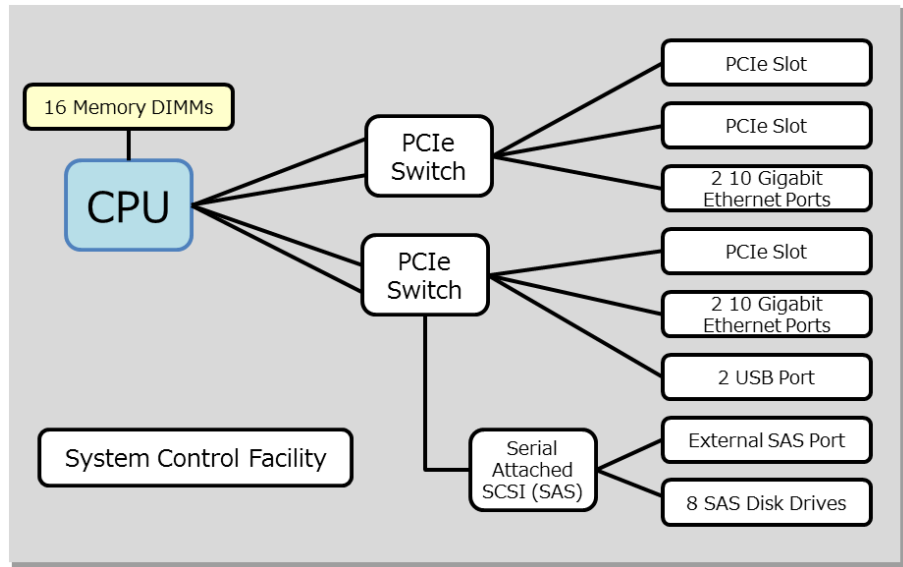 16 Memory DIMMs
CPU
PCIe
Switch
PCIe
Switch
PCIe Slot
PCIe Slot
2 10 Gigabit
Ethernet Ports
PCIe Slot
2 10 Gigabit
Ethernet Ports
2 USB Port
Serial
Attached
SCSI (SAS)
External SAS Port
8 SAS Disk Drives
System Control Facility